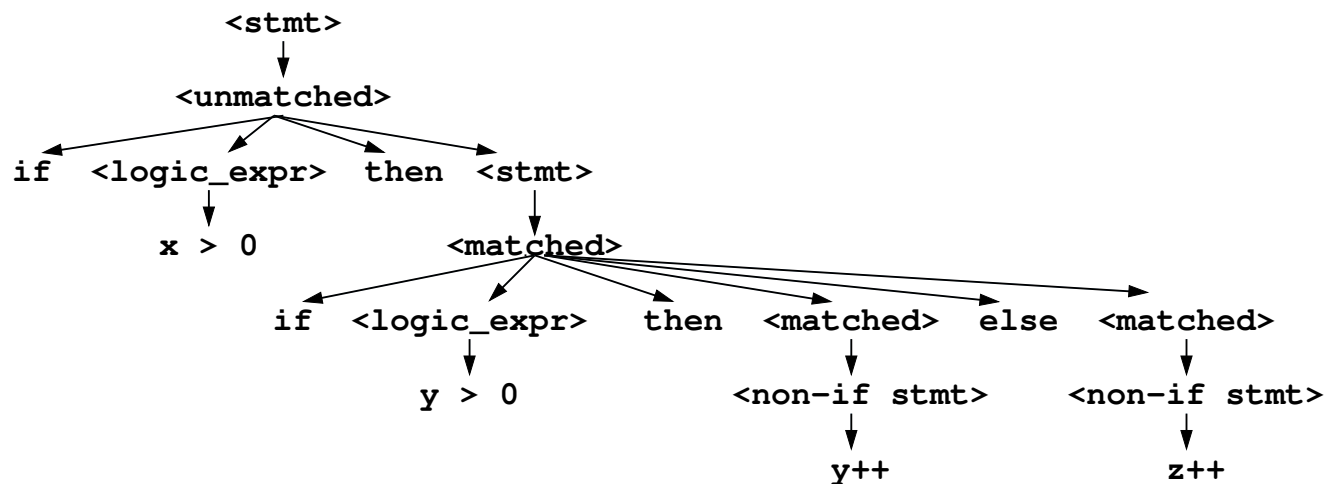 <stmt>
<unmatched>
if <logic_expr> then <stmt>
x > 0 <matched>
if <logic_expr> then <matched> else <matched>
y > 0 <non-if stmt> <non-if stmt>
y++ z++